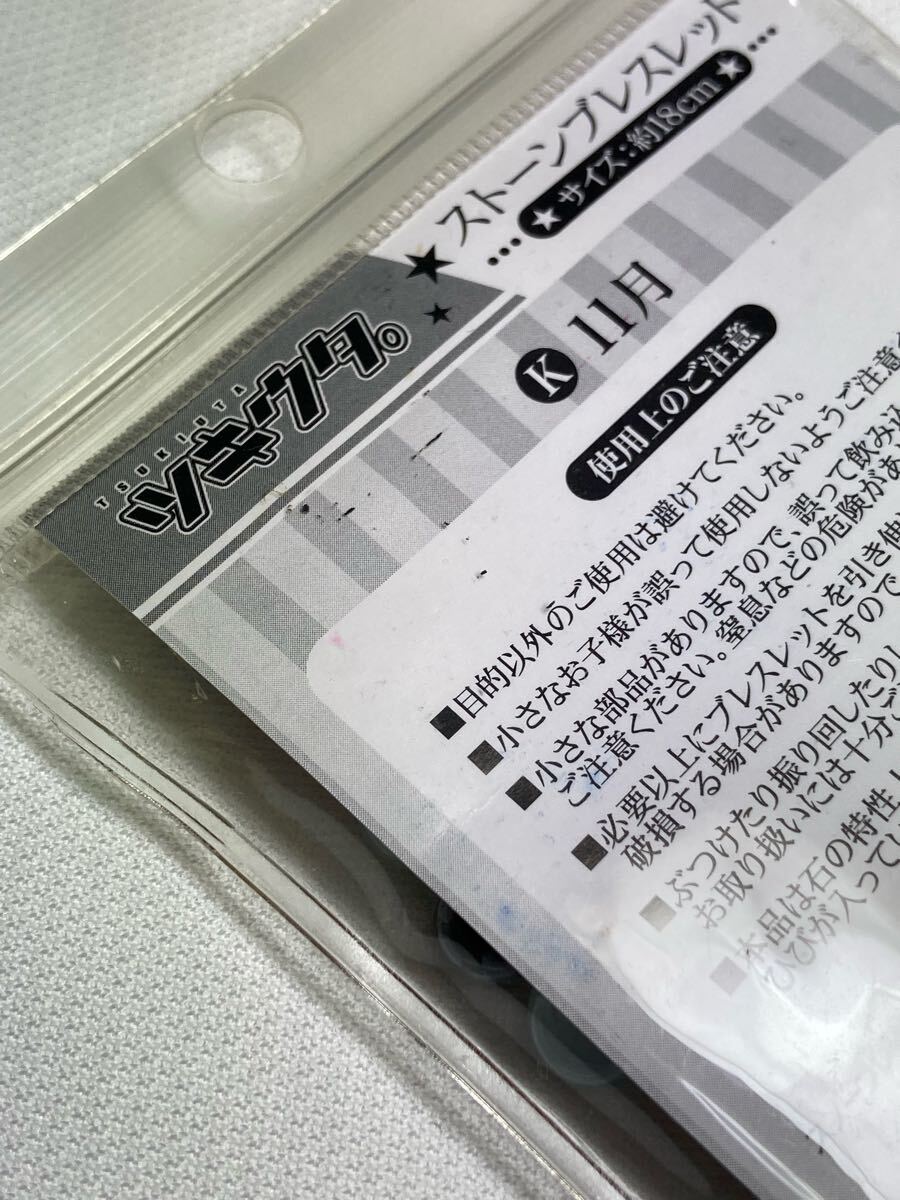 ★ストーンブレスレット
★サイズ：約18cm★
TSUKIUTA
ツキウタ。
K 11月
使用上のご注意
■目的以外のご使用は避けてください。
■小さなお子様が誤って使用しないようご注意く
■小さな部品がありますので、誤って飲み込
ご注意ください。窒息などの危険があ
■必要以上にブレスレットを引き伸
破損する場合がありますので
■ぶつけたり振り回したりし
お取り扱いには十分ご
■本品は石の特性
ひびが入ってい